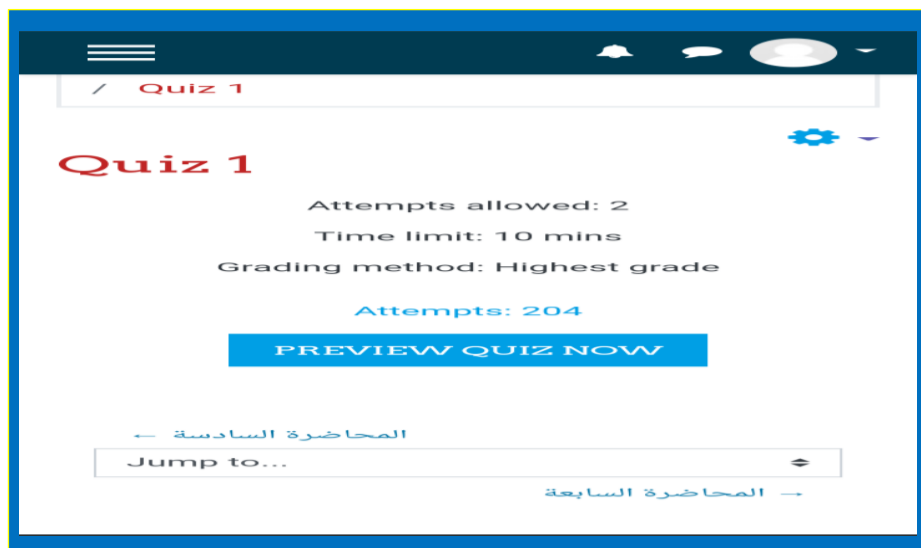 / Quiz 1
Quiz 1
Attempts allowed: 2
Time limit: 10 mins
Grading method: Highest grade
Attempts: 204
PREVIEW QUIZ NOW
← المحاضرة السادسة
Jump to...
المحاضرة السابعة →